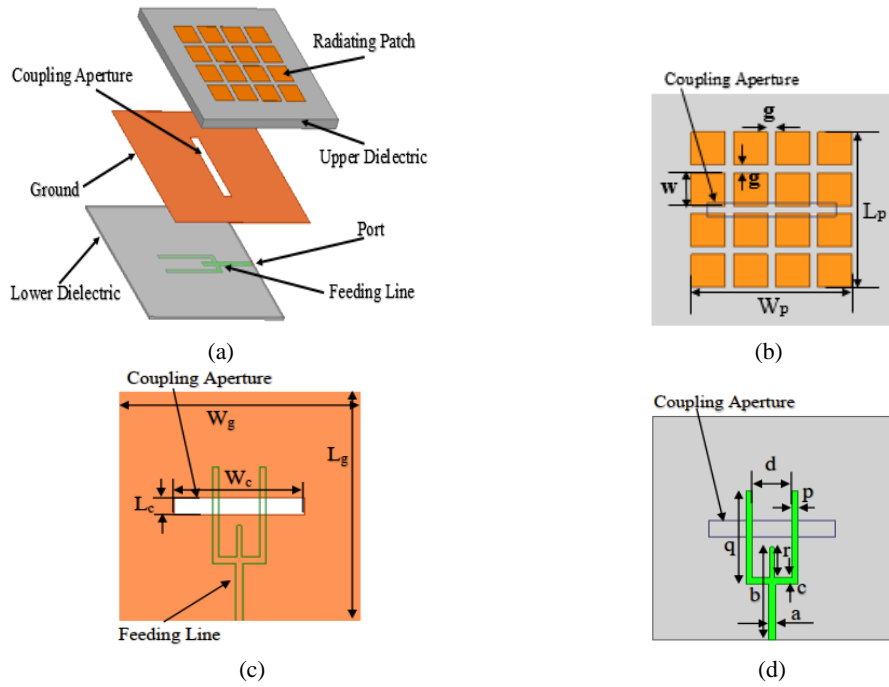 Radiating Patch
Coupling Aperture
Upper Dielectric
Ground
Port
Lower Dielectric
Feeding Line
(a)
Coupling Aperture
g
w
g
Lp
Wp
(b)
Coupling Aperture
Wg
Lg
Wc
Lc
Feeding Line
(c)
Coupling Aperture
d
p
q
r
b
c
a
(d)